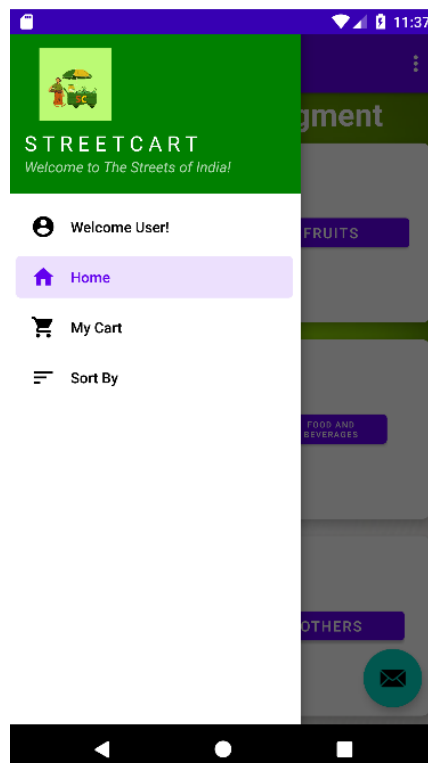 11:37
gment
STREETCART
Welcome to The Streets of India!
Welcome User!
FRUITS
Home
My Cart
Sort By
FOOD AND
BEVERAGES
OTHERS